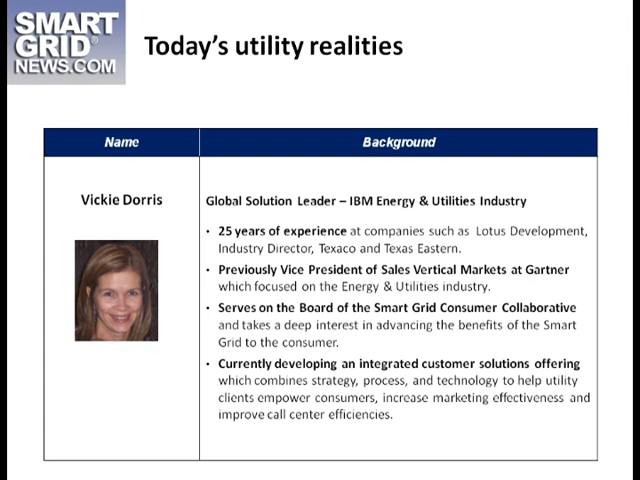 SMART
GRID®
NEWS.COM
Today's utility realities
Name
Background
Vickie Dorris
Global Solution Leader – IBM Energy & Utilities Industry
• 25 years of experience at companies such as Lotus Development,
Industry Director, Texaco and Texas Eastern.
• Previously Vice President of Sales Vertical Markets at Gartner
which focused on the Energy & Utilities industry.
• Serves on the Board of the Smart Grid Consumer Collaborative
and takes a deep interest in advancing the benefits of the Smart
Grid to the consumer.
• Currently developing an integrated customer solutions offering
which combines strategy, process, and technology to help utility
clients empower consumers, increase marketing effectiveness and
improve call center efficiencies.